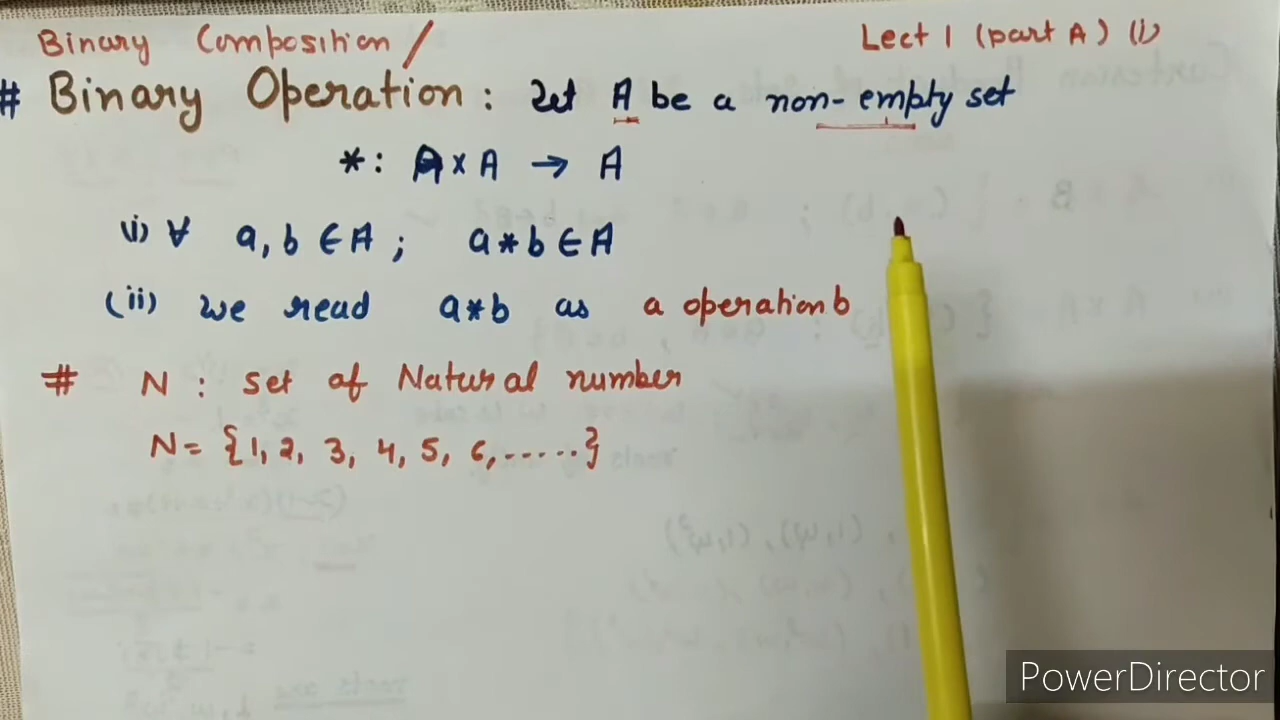 Binary Composition /
Lect 1 (part A) (i)
# Binary Operation : Let A be a non-empty set
* : A x A → A
(i) ∀ a, b ∈ A ; a * b ∈ A
(ii) we read a * b as a operation b
# N : set of Natural number
N = {1, 2, 3, 4, 5, 6, .....}
PowerDirector